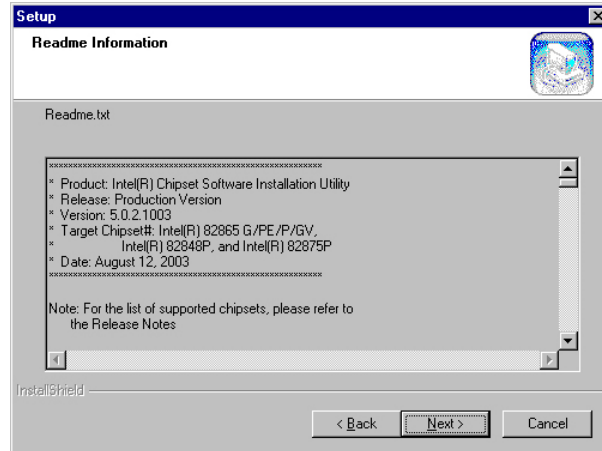 Setup
Readme Information
Readme.txt
********************************************************
* Product: Intel(R) Chipset Software Installation Utility
* Release: Production Version
* Version: 5.0.2.1003
* Target Chipset#: Intel(R) 82865 G/PE/P/GV,
* Intel(R) 82848P, and Intel(R) 82875P
* Date: August 12, 2003
********************************************************
Note: For the list of supported chipsets, please refer to
the Release Notes
InstallShield
< Back
Next >
Cancel